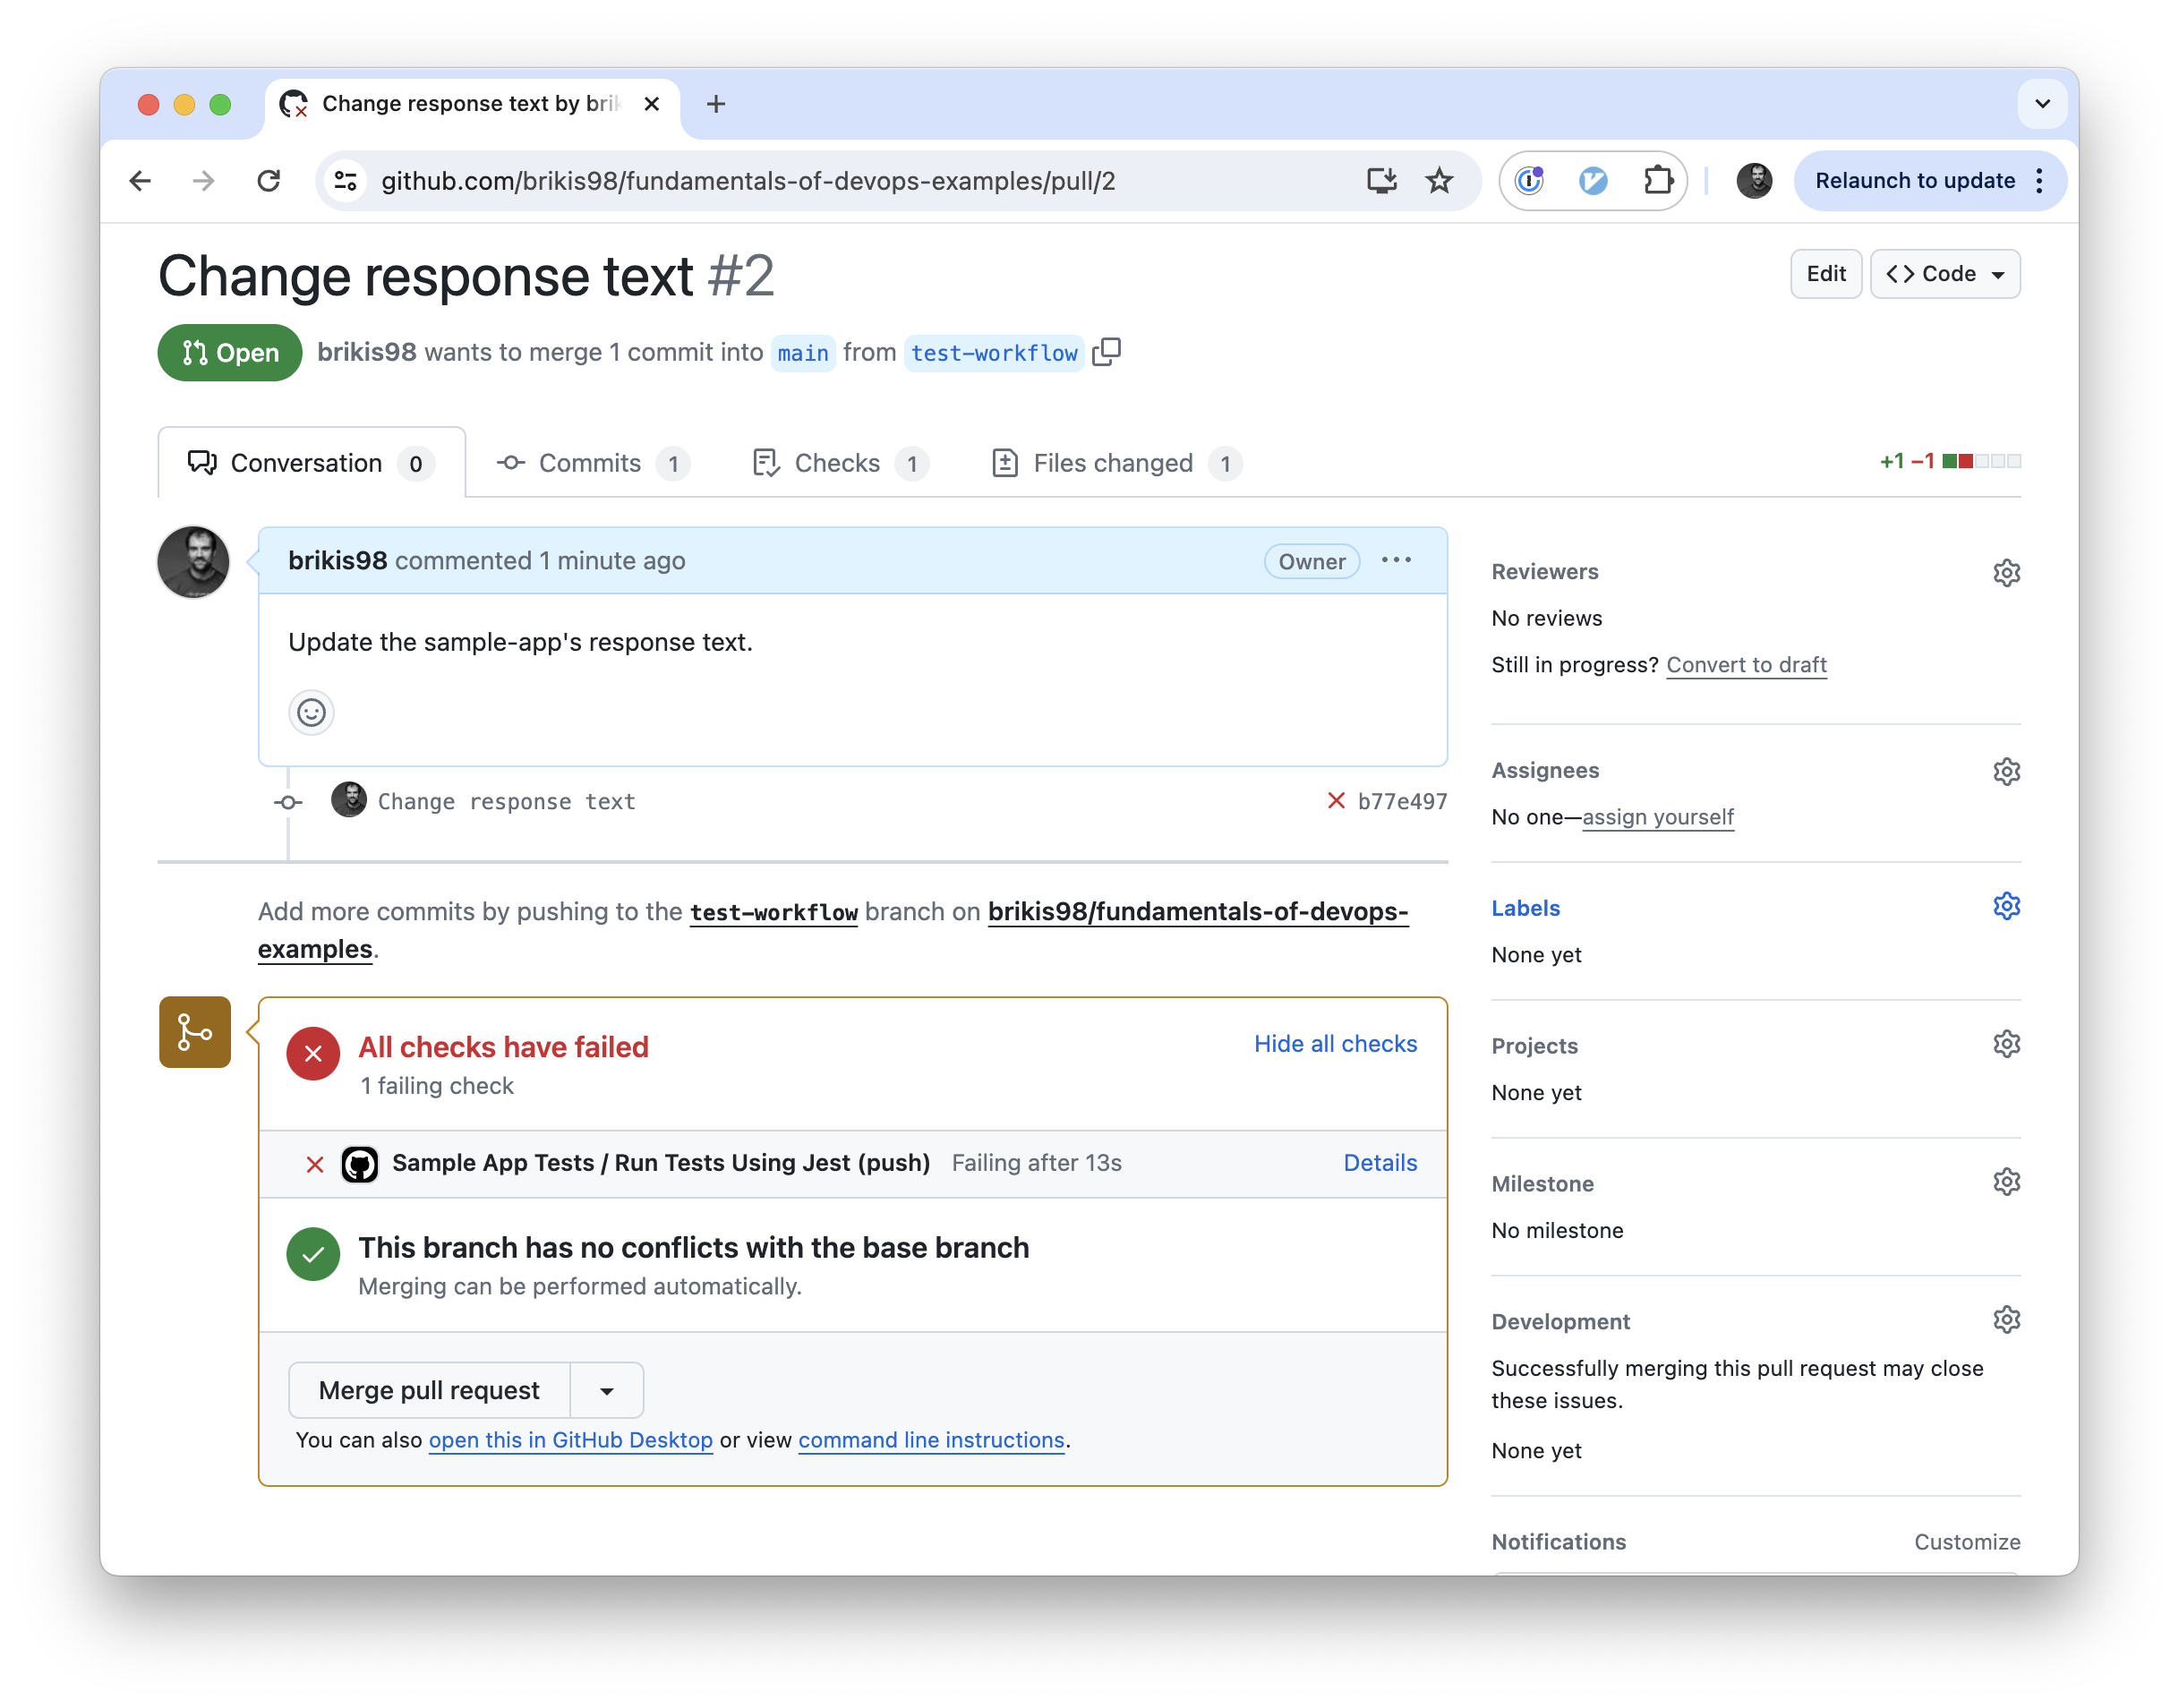 Change response text by brik
github.com/brikis98/fundamentals-of-devops-examples/pull/2
Relaunch to update
Change response text #2
Edit
Code
Open
brikis98 wants to merge 1 commit into main from test-workflow
Conversation 0
Commits 1
Checks 1
Files changed 1
+1 −1
brikis98 commented 1 minute ago
Owner
Update the sample-app's response text.
Change response text
b77e497
Add more commits by pushing to the test-workflow branch on brikis98/fundamentals-of-devops-
examples.
All checks have failed
Hide all checks
1 failing check
Sample App Tests / Run Tests Using Jest (push) Failing after 13s
Details
This branch has no conflicts with the base branch
Merging can be performed automatically.
Merge pull request
You can also open this in GitHub Desktop or view command line instructions.
Reviewers
No reviews
Still in progress? Convert to draft
Assignees
No one—assign yourself
Labels
None yet
Projects
None yet
Milestone
No milestone
Development
Successfully merging this pull request may close
these issues.
None yet
Notifications
Customize